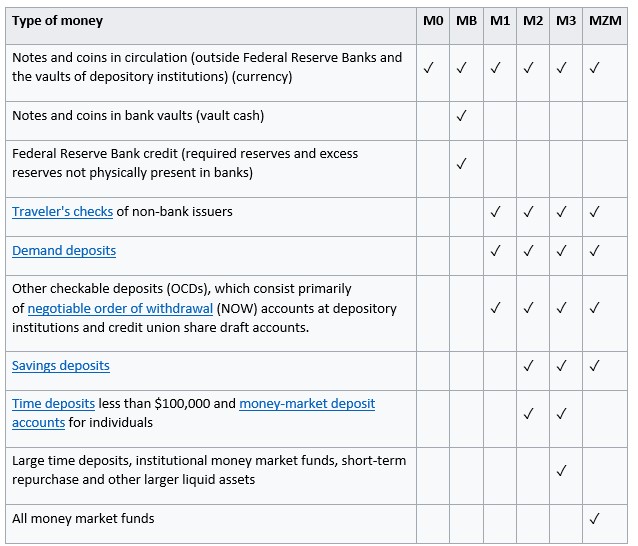 Type of money M0 MB M1 M2 M3 MZM
Notes and coins in circulation (outside Federal Reserve Banks and
the vaults of depository institutions) (currency) ✓ ✓ ✓ ✓ ✓ ✓
Notes and coins in bank vaults (vault cash) ✓
Federal Reserve Bank credit (required reserves and excess
reserves not physically present in banks) ✓
Traveler's checks of non-bank issuers ✓ ✓ ✓ ✓
Demand deposits ✓ ✓ ✓ ✓
Other checkable deposits (OCDs), which consist primarily
of negotiable order of withdrawal (NOW) accounts at depository ✓ ✓ ✓ ✓
institutions and credit union share draft accounts.
Savings deposits ✓ ✓ ✓
Time deposits less than $100,000 and money-market deposit
accounts for individuals ✓ ✓
Large time deposits, institutional money market funds, short-term
repurchase and other larger liquid assets ✓
All money market funds ✓